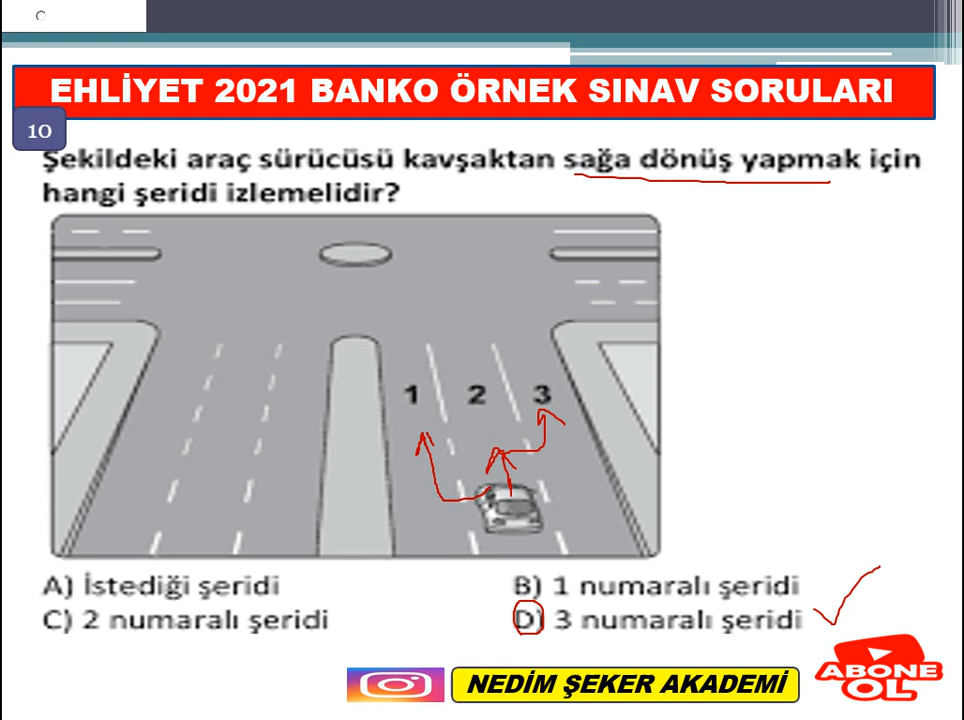 EHLİYET 2021 BANKO ÖRNEK SINAV SORULARI
10
Şekildeki araç sürücüsü kavşaktan sağa dönüş yapmak için
hangi şeridi izlemelidir?
1 2 3
A) İstediği şeridi
B) 1 numaralı şeridi
C) 2 numaralı şeridi
D) 3 numaralı şeridi
NEDİM ŞEKER AKADEMİ
ABONE
OL